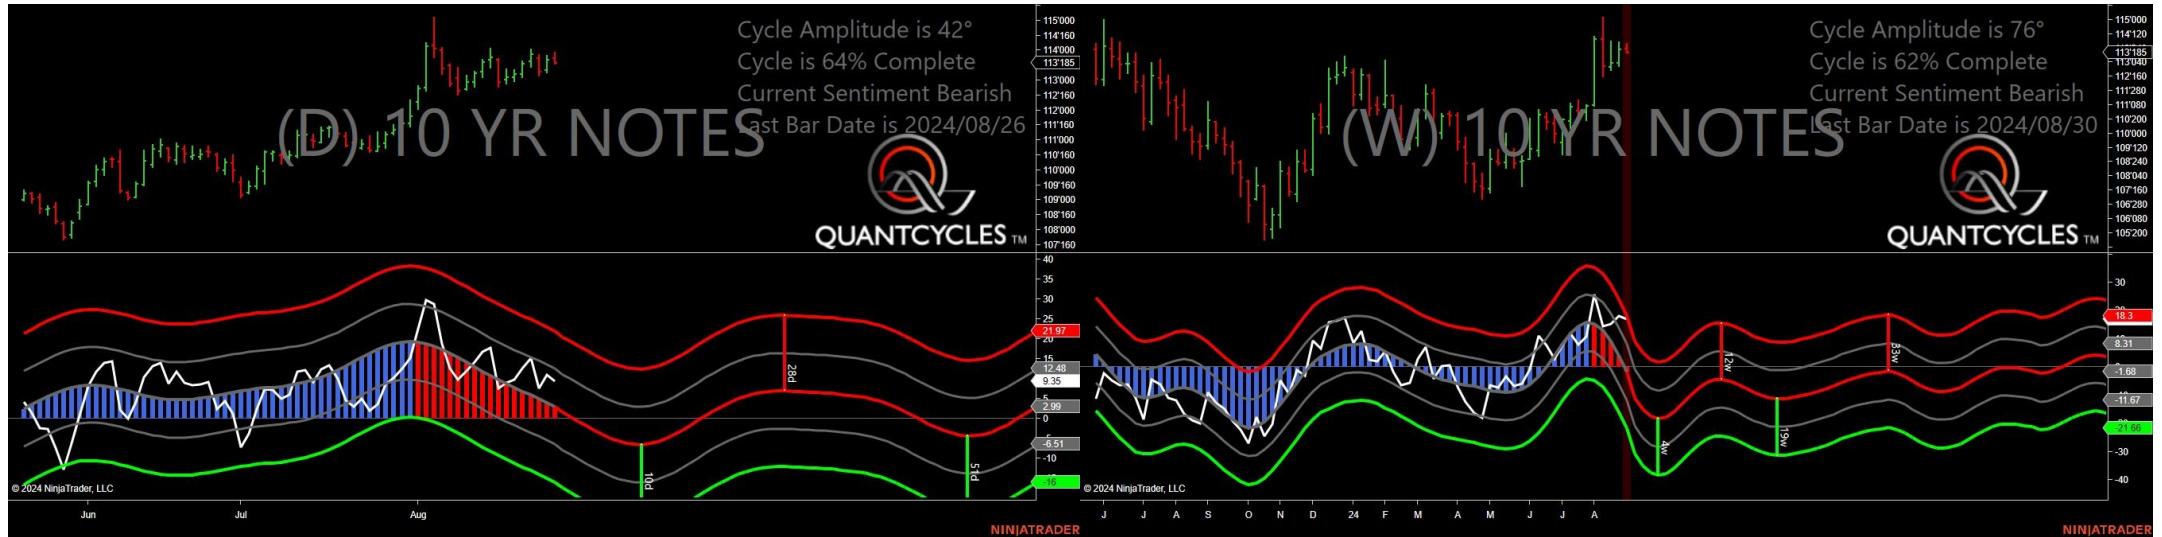 Cycle Amplitude is 42°
Cycle is 64% Complete
Current Sentiment Bearish
Last Bar Date is 2024/08/26
(D) 10 YR NOTES
QUANTCYCLES TM
115'000
114'160
114'000
113'185
113'000
112'160
112'000
111'160
111'000
110'160
110'000
109'160
109'000
108'160
108'000
107'160
40
35
30
25
21.97
20
15
12.48
9.35
5
2.99
0
-6.51
-10
-16
28d
10d
51d
© 2024 NinjaTrader, LLC
Jun Jul Aug
NINJATRADER
Cycle Amplitude is 76°
Cycle is 62% Complete
Current Sentiment Bearish
Last Bar Date is 2024/08/30
(W) 10 YR NOTES
QUANTCYCLES TM
115'000
114'120
113'185
113'040
112'160
111'280
111'080
110'200
110'000
109'120
108'240
108'040
107'160
106'280
106'080
105'200
30
18.3
8.31
-1.68
-11.67
-21.66
-30
-40
12w
33w
4w
19w
© 2024 NinjaTrader, LLC
J J A S O N D 24 F M A M J J A
NINJATRADER